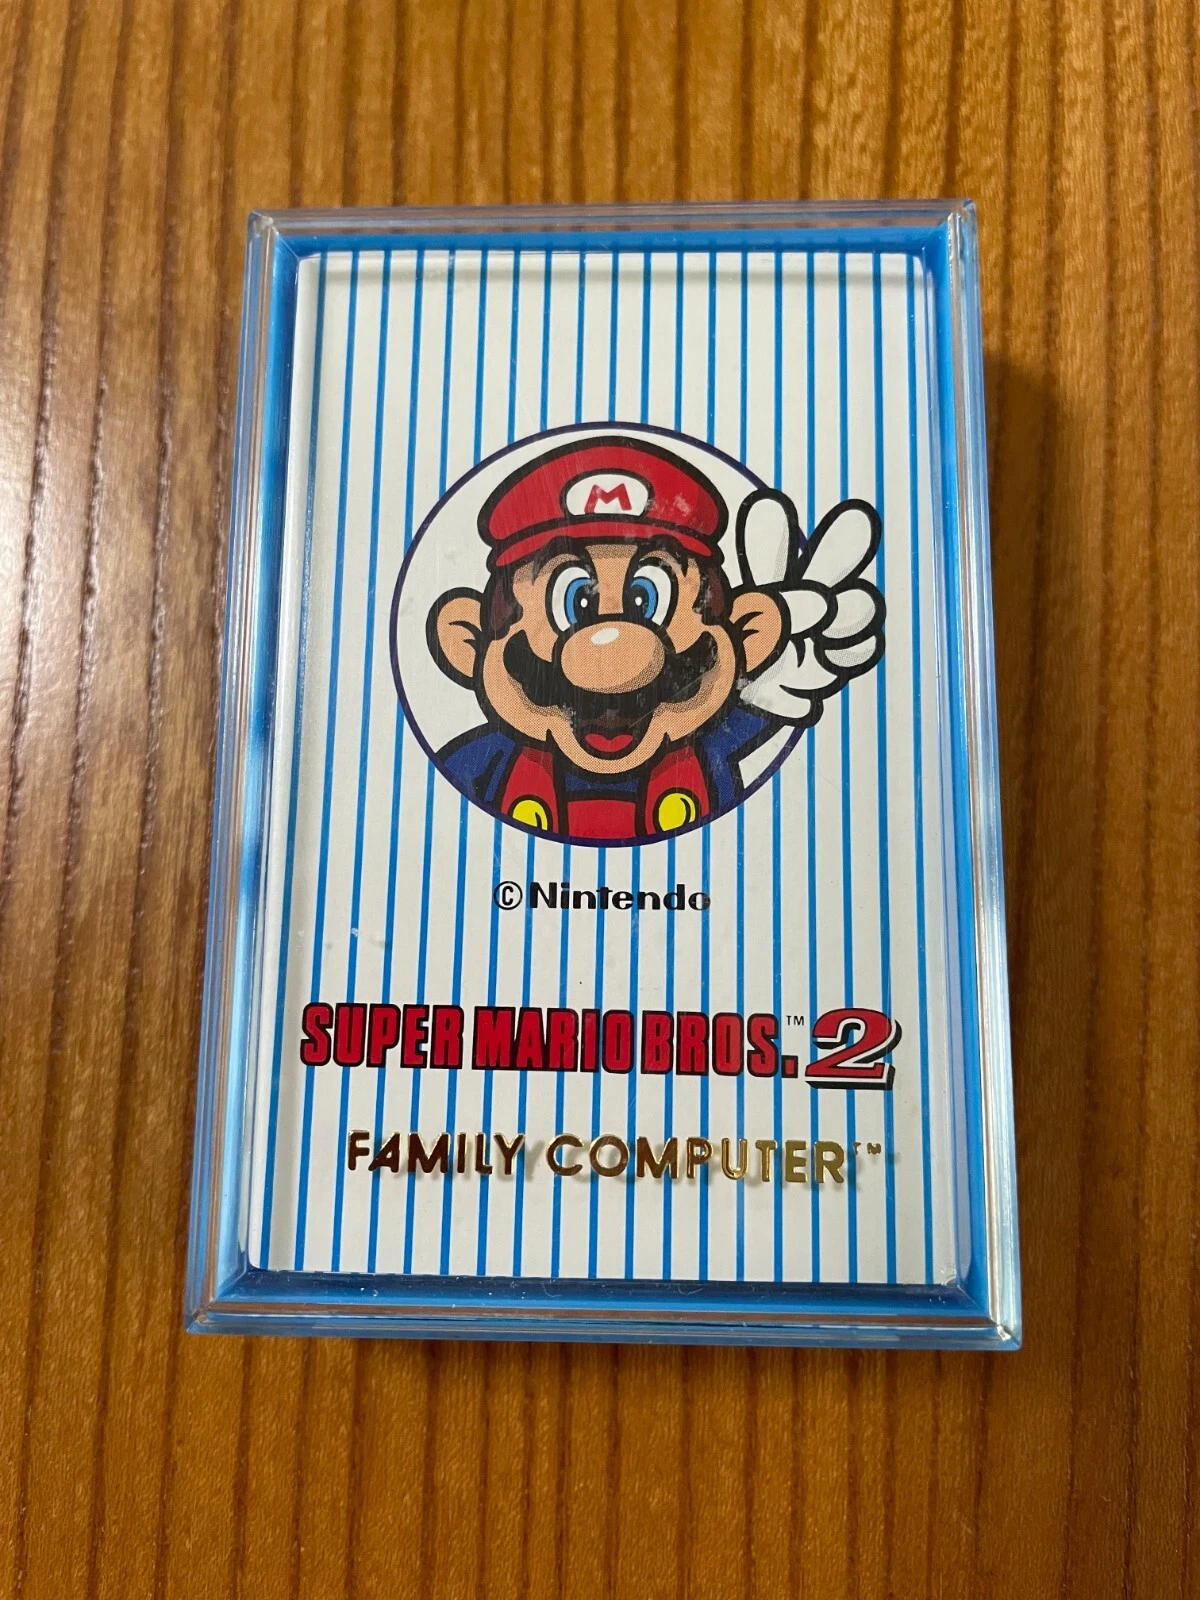 M
©Nintendo
SUPER MARIO BROS.™ 2
FAMILY COMPUTER™